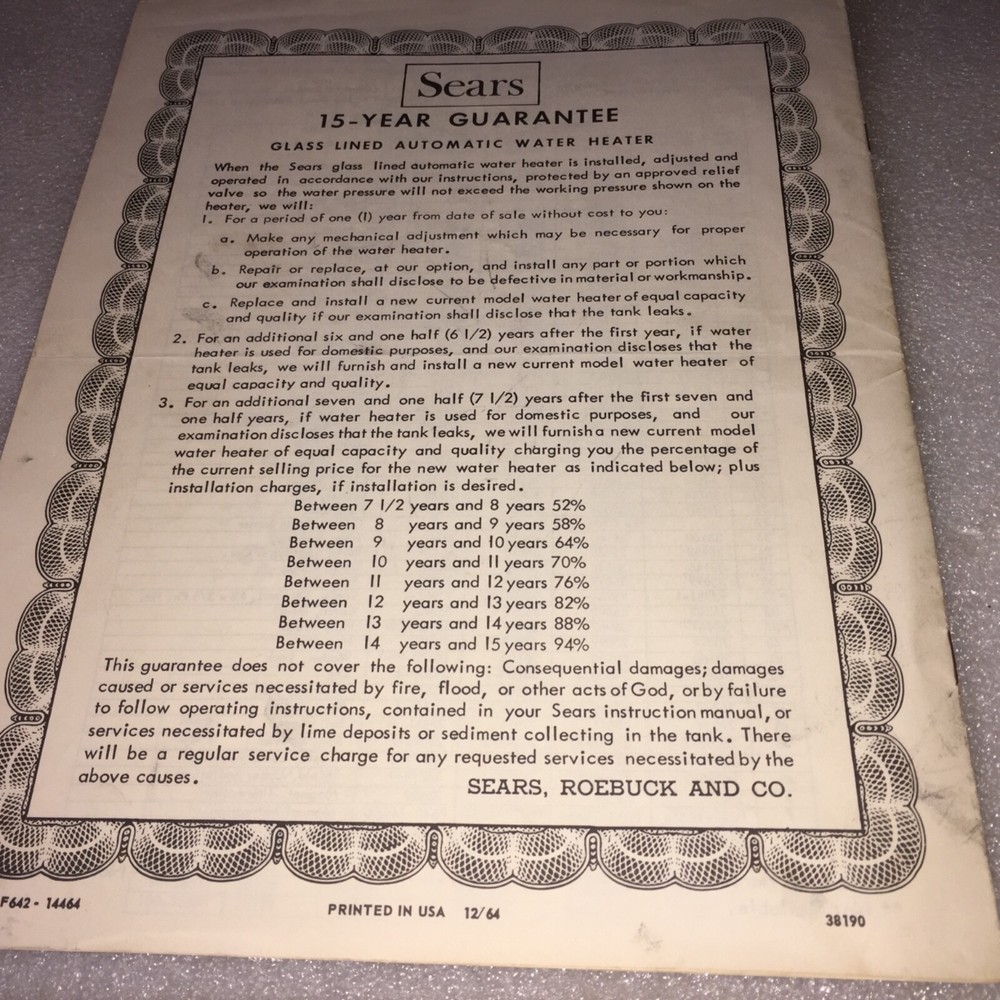 Sears
15-YEAR GUARANTEE
GLASS LINED AUTOMATIC WATER HEATER
When the Sears glass lined automatic water heater is installed, adjusted and
operated in accordance with our instructions, protected by an approved relief
valve so the water pressure will not exceed the working pressure shown on the
heater, we will:
1. For a period of one (1) year from date of sale without cost to you:
a. Make any mechanical adjustment which may be necessary for proper
operation of the water heater.
b. Repair or replace, at our option, and install any part or portion which
our examination shall disclose to be defective in material or workmanship.
c. Replace and install a new current model water heater of equal capacity
and quality if our examination shall disclose that the tank leaks.
2. For an additional six and one half (6 1/2) years after the first year, if water
heater is used for domestic purposes, and our examination discloses that the
tank leaks, we will furnish and install a new current model water heater of
equal capacity and quality.
3. For an additional seven and one half (7 1/2) years after the first seven and
one half years, if water heater is used for domestic purposes, and our
examination discloses that the tank leaks, we will furnish a new current model
water heater of equal capacity and quality charging you the percentage of
the current selling price for the new water heater as indicated below; plus
installation charges, if installation is desired.
Between 7 1/2 years and 8 years 52%
Between 8 years and 9 years 58%
Between 9 years and 10 years 64%
Between 10 years and 11 years 70%
Between 11 years and 12 years 76%
Between 12 years and 13 years 82%
Between 13 years and 14 years 88%
Between 14 years and 15 years 94%
This guarantee does not cover the following: Consequential damages; damages
caused or services necessitated by fire, flood, or other acts of God, or by failure
to follow operating instructions, contained in your Sears instruction manual, or
services necessitated by lime deposits or sediment collecting in the tank. There
will be a regular service charge for any requested services necessitated by the
above causes.
SEARS, ROEBUCK AND CO.
F642 - 14464
PRINTED IN USA 12/64
38190